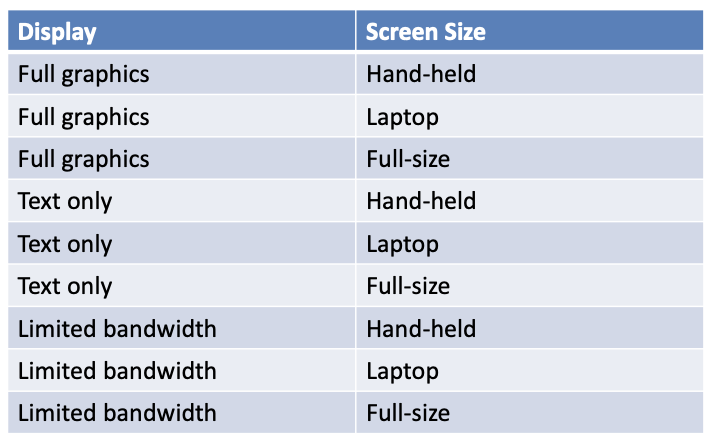 Display Screen Size
Full graphics Hand-held
Full graphics Laptop
Full graphics Full-size
Text only Hand-held
Text only Laptop
Text only Full-size
Limited bandwidth Hand-held
Limited bandwidth Laptop
Limited bandwidth Full-size